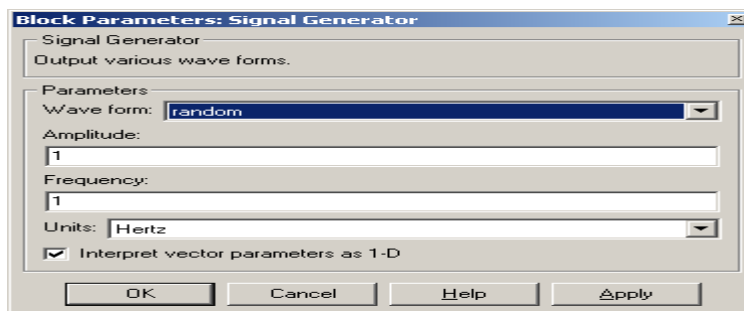 Block Parameters: Signal Generator
Signal Generator
Output various wave forms.
Parameters
Wave form: random
Amplitude:
1
Frequency:
1
Units: Hertz
Interpret vector parameters as 1-D
OK Cancel Help Apply